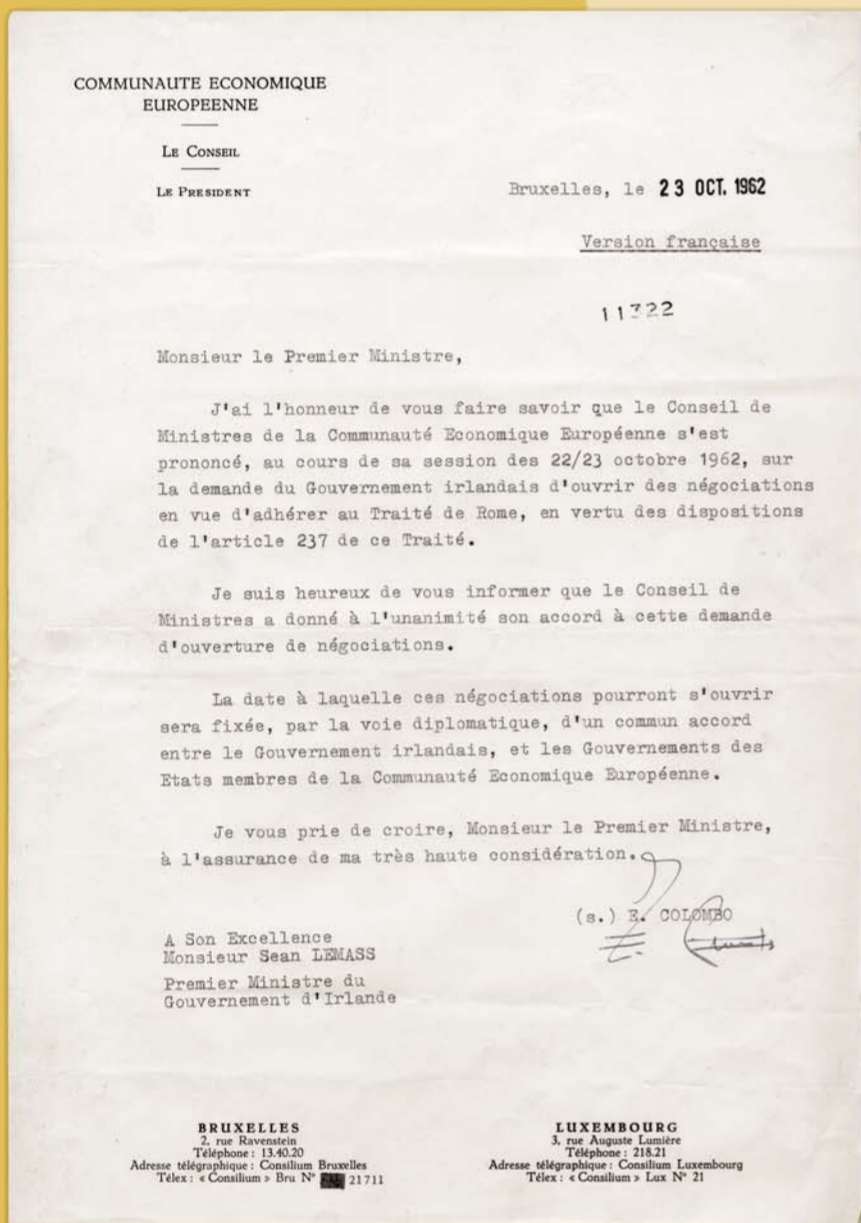 COMMUNAUTE ECONOMIQUE
EUROPEENNE
LE CONSEIL
LE PRESIDENT
Bruxelles, le 23 OCT. 1962
Version française
11322
Monsieur le Premier Ministre,
J'ai l'honneur de vous faire savoir que le Conseil de
Ministres de la Communauté Economique Européenne s'est
prononcé, au cours de sa session des 22/23 octobre 1962, sur
la demande du Gouvernement irlandais d'ouvrir des négociations
en vue d'adhérer au Traité de Rome, en vertu des dispositions
de l'article 237 de ce Traité.
Je suis heureux de vous informer que le Conseil de
Ministres a donné à l'unanimité son accord à cette demande
d'ouverture de négociations.
La date à laquelle ces négociations pourront s'ouvrir
sera fixée, par la voie diplomatique, d'un commun accord
entre le Gouvernement irlandais, et les Gouvernements des
Etats membres de la Communauté Economique Européenne.
Je vous prie de croire, Monsieur le Premier Ministre,
à l'assurance de ma très haute considération.
(s.) E. COLOMBO
A Son Excellence
Monsieur Sean LEMASS
Premier Ministre du
Gouvernement d'Irlande
BRUXELLES
2, rue Ravenstein
Téléphone : 13.40.20
Adresse télégraphique : Consilium Bruxelles
Télex : « Consilium » Bru N° 21711
LUXEMBOURG
3, rue Auguste Lumière
Téléphone : 218.21
Adresse télégraphique : Consilium Luxembourg
Télex : « Consilium » Lux N° 21